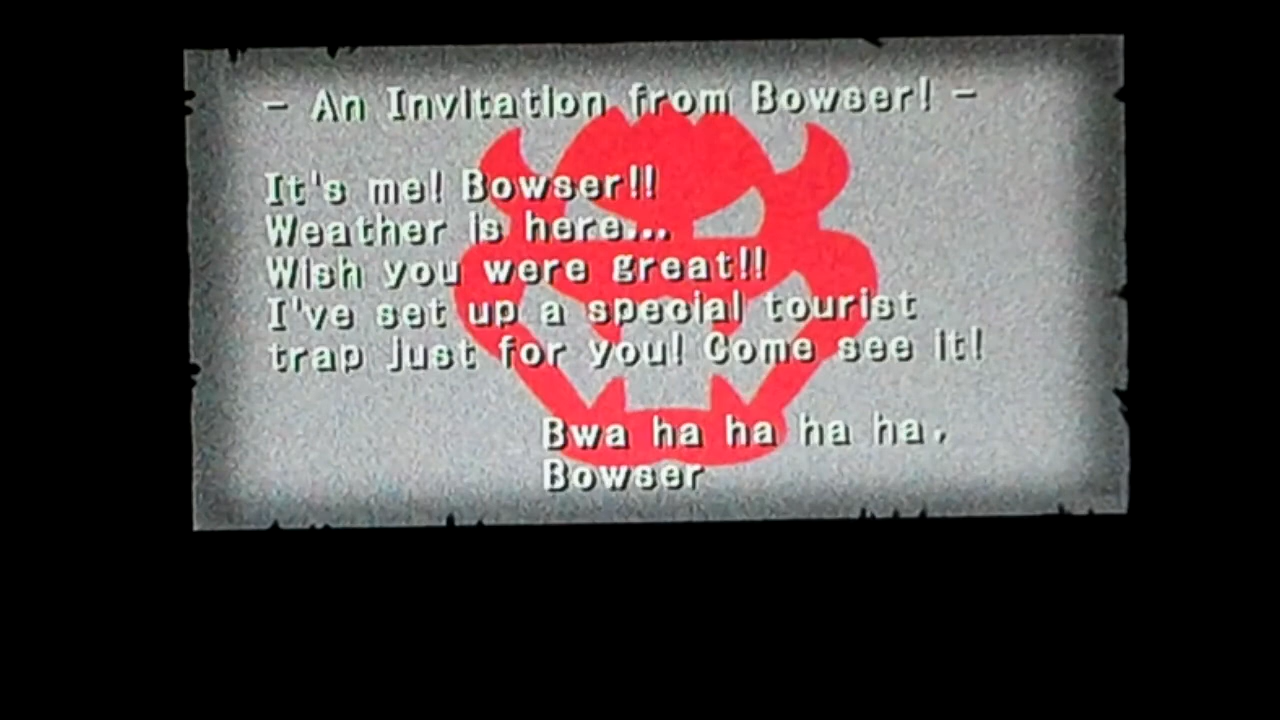 - An Invitation from Bowser! -
It's me! Bowser!!
Weather is here...
Wish you were great!!
I've set up a special tourist
trap just for you! Come see it!
Bwa ha ha ha ha,
Bowser